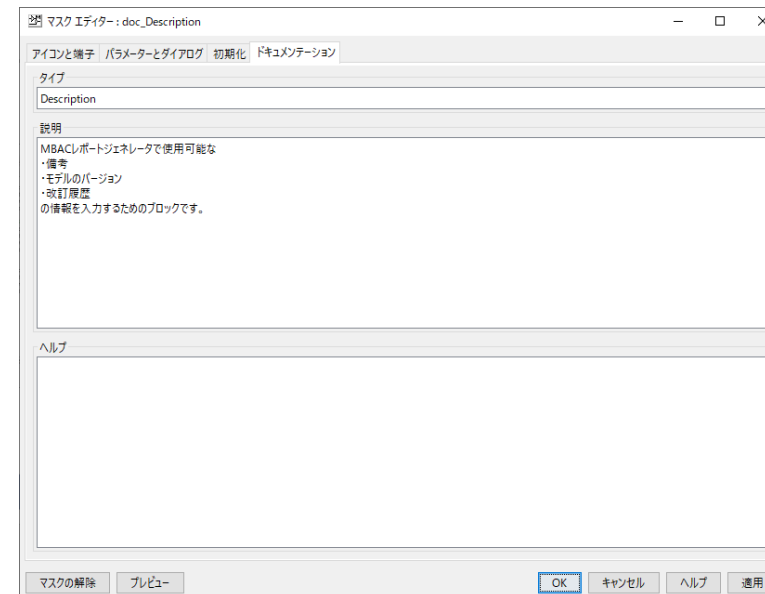 マスク エディター : doc_Description
アイコンと端子 パラメーターとダイアログ 初期化 ドキュメンテーション
タイプ
Description
説明
MBACレポートジェネレータで使用可能な
・備考
・モデルのバージョン
・改訂履歴
の情報を入力するためのブロックです。
ヘルプ
マスクの解除 プレビュー OK キャンセル ヘルプ 適用